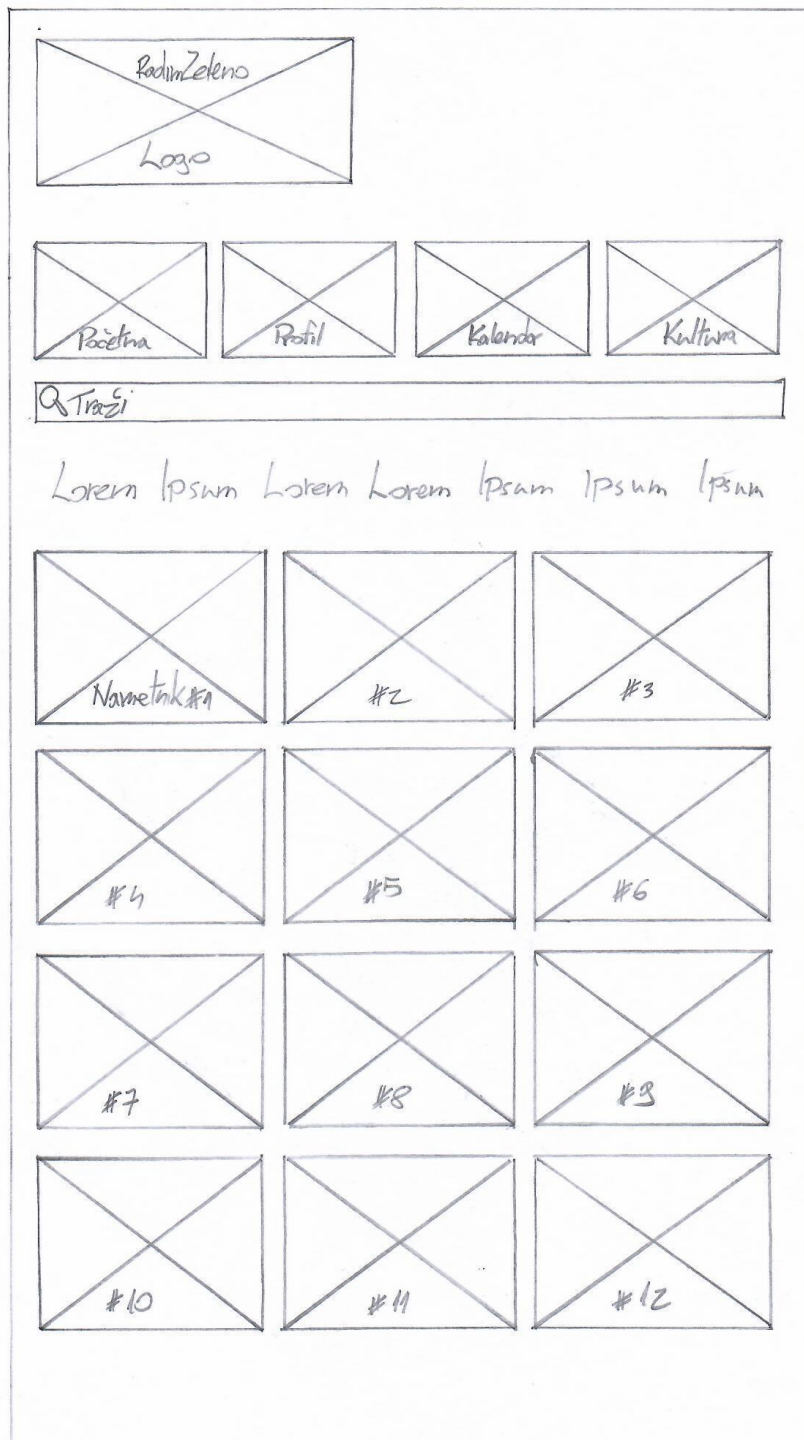 RadimZeleno
Logo
Početna
Profil
Kalendar
Kultura
Traži
Lorem Ipsum Lorem Lorem Ipsum Ipsum Ipsum
Nametnik #1
#2
#3
#4
#5
#6
#7
#8
#9
#10
#11
#12